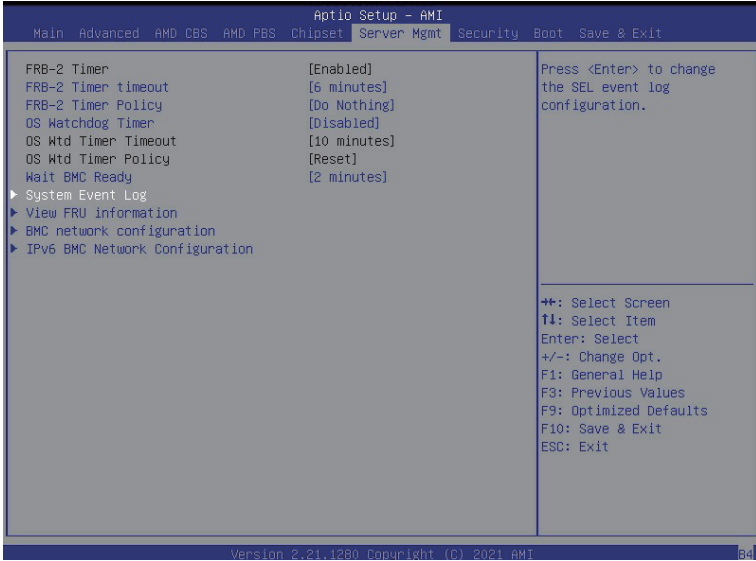 Aptio Setup – AMI
Main Advanced AMD CBS AMD PBS Chipset Server Mgmt Security Boot Save & Exit
FRB-2 Timer [Enabled]
FRB-2 Timer timeout [6 minutes]
FRB-2 Timer Policy [Do Nothing]
OS Watchdog Timer [Disabled]
OS Wtd Timer Timeout [10 minutes]
OS Wtd Timer Policy [Reset]
Wait BMC Ready [2 minutes]
▶ System Event Log
▶ View FRU information
▶ BMC network configuration
▶ IPv6 BMC Network Configuration
Press <Enter> to change
the SEL event log
configuration.
→←: Select Screen
↑↓: Select Item
Enter: Select
+/-: Change Opt.
F1: General Help
F3: Previous Values
F9: Optimized Defaults
F10: Save & Exit
ESC: Exit
Version 2.21.1280 Copyright (C) 2021 AMI
B4